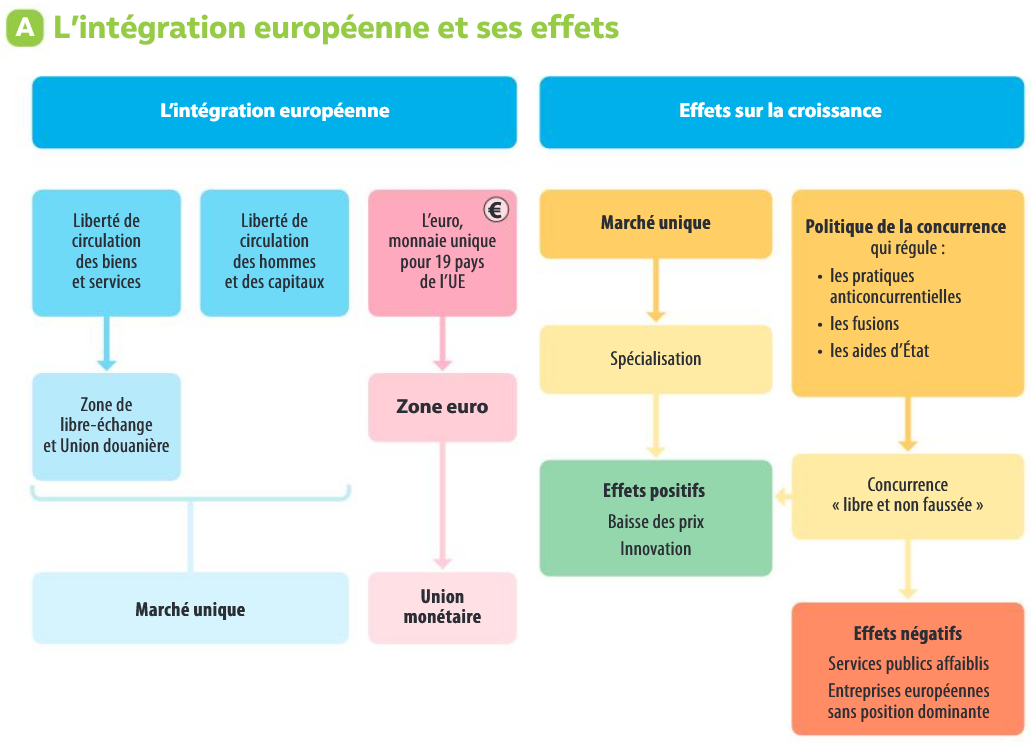 A L'intégration européenne et ses effets
L'intégration européenne
Effets sur la croissance
Liberté de
circulation
des biens
et services
Liberté de
circulation
des hommes
et des capitaux
€
L'euro,
monnaie unique
pour 19 pays
de l'UE
Zone de
libre-échange
et Union douanière
Zone euro
Marché unique
Union
monétaire
Marché unique
Spécialisation
Effets positifs
Baisse des prix
Innovation
Politique de la concurrence
qui régule :
• les pratiques
anticoncurrentielles
• les fusions
• les aides d'État
Concurrence
« libre et non faussée »
Effets négatifs
Services publics affaiblis
Entreprises européennes
sans position dominante